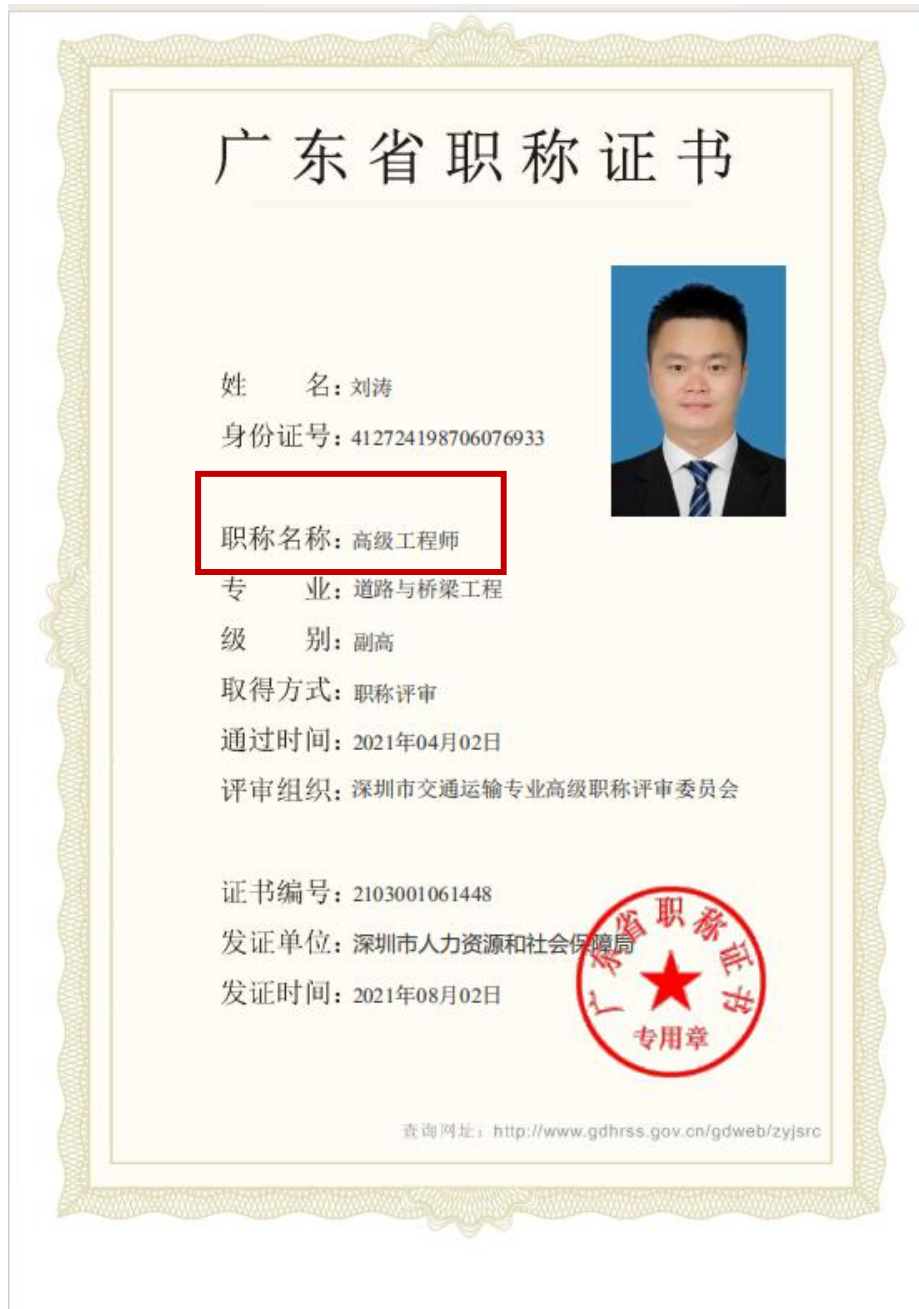 广东省职称证书
姓 名：刘涛
身份证号：412724198706076933
职称名称：高级工程师
专 业：道路与桥梁工程
级 别：副高
取得方式：职称评审
通过时间：2021年04月02日
评审组织：深圳市交通运输专业高级职称评审委员会
证书编号：2103001061448
发证单位：深圳市人力资源和社会保障局
发证时间：2021年08月02日
广东省职称证书
专用章
查询网址：http://www.gdhrss.gov.cn/gdweb/zyjsrc